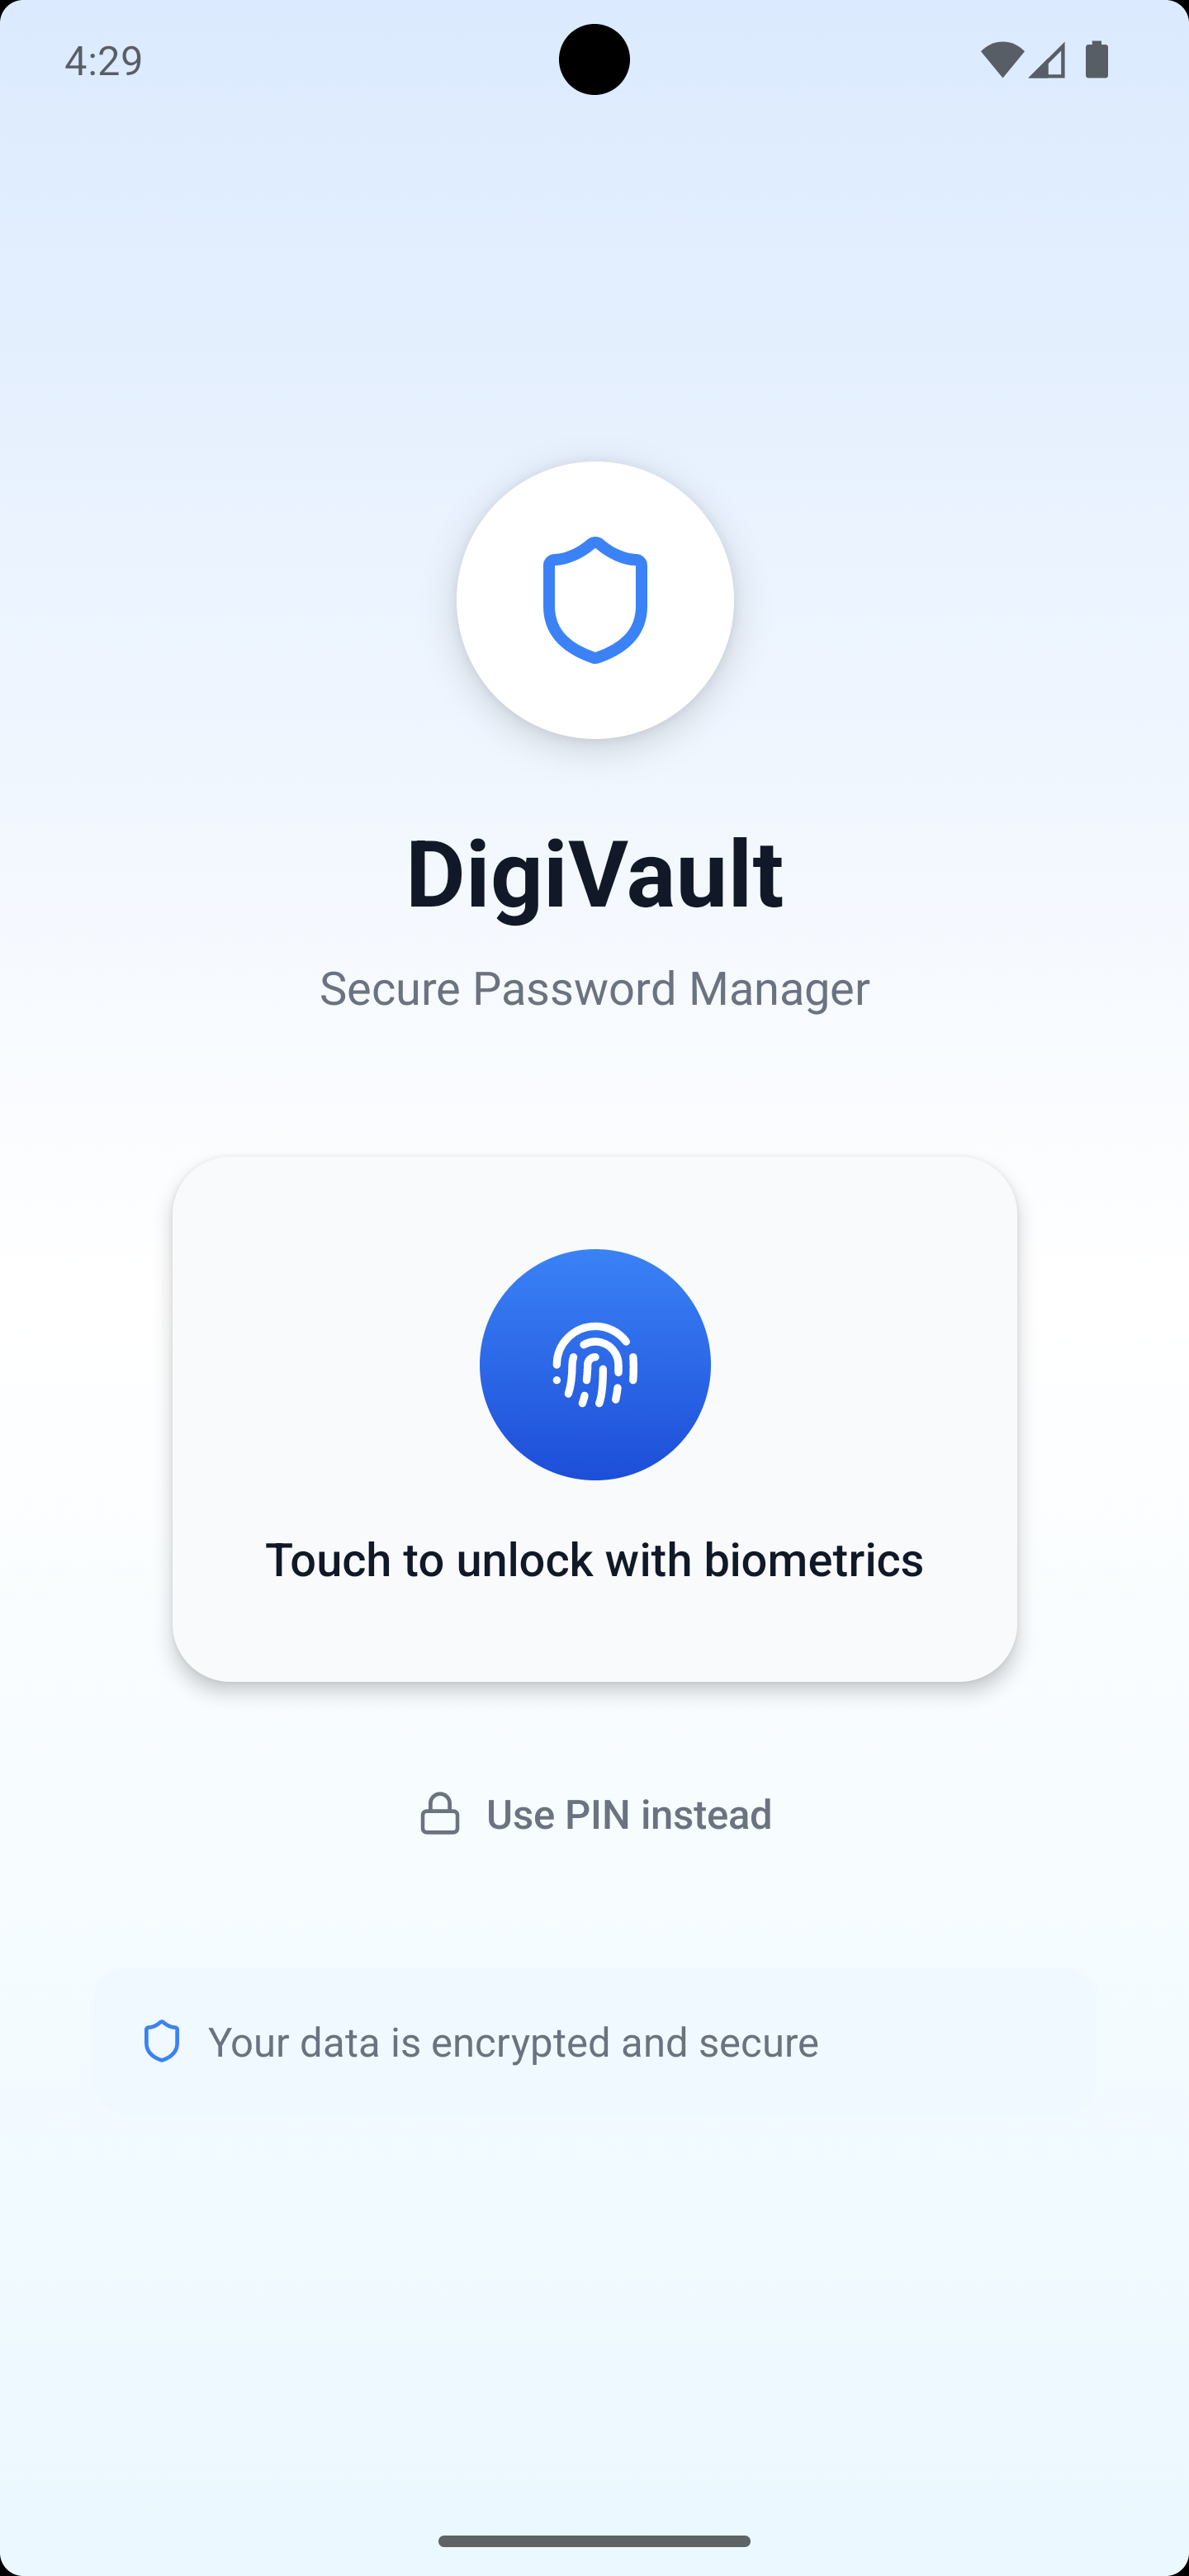 4:29
DigiVault
Secure Password Manager
Touch to unlock with biometrics
Use PIN instead
Your data is encrypted and secure